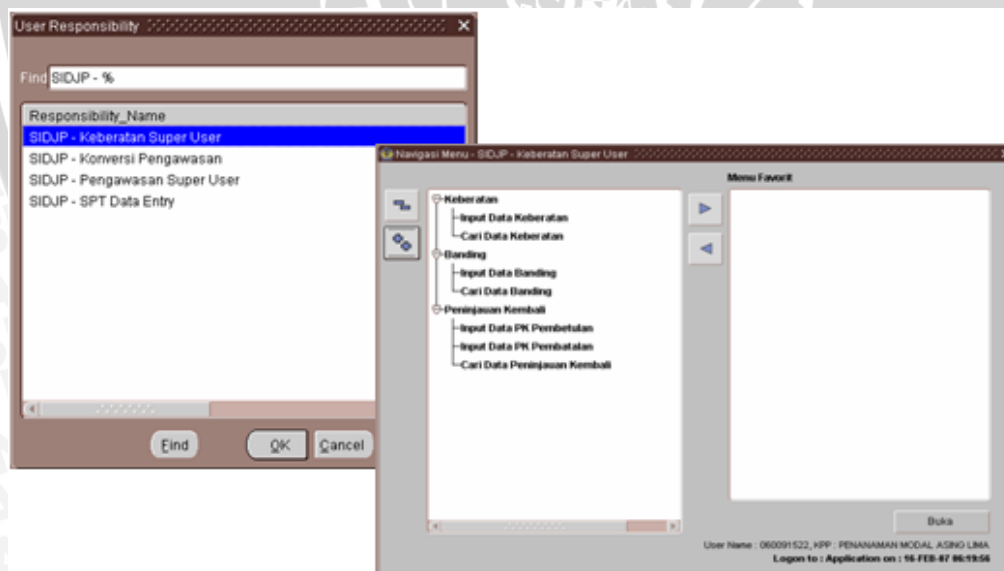 User Responsibility
Find SIDJP - %
Responsibility_Name
SIDJP - Keberatan Super User
SIDJP - Konversi Pengawasan
SIDJP - Pengawasan Super User
SIDJP - SPT Data Entry
Find
OK
Cancel
Navigasi Menu - SIDJP - Keberatan Super User
Menu Favorit
Keberatan
Input Data Keberatan
Cari Data Keberatan
Banding
Input Data Banding
Cari Data Banding
Peninjauan Kembali
Input Data PK Pembetulan
Input Data PK Pembatalan
Cari Data Peninjauan Kembali
Buka
User Name : 060091522, KPP : PENANAMAN MODAL ASING LIMA
Logon to : Application on : 16-FEB-07 06:19:56